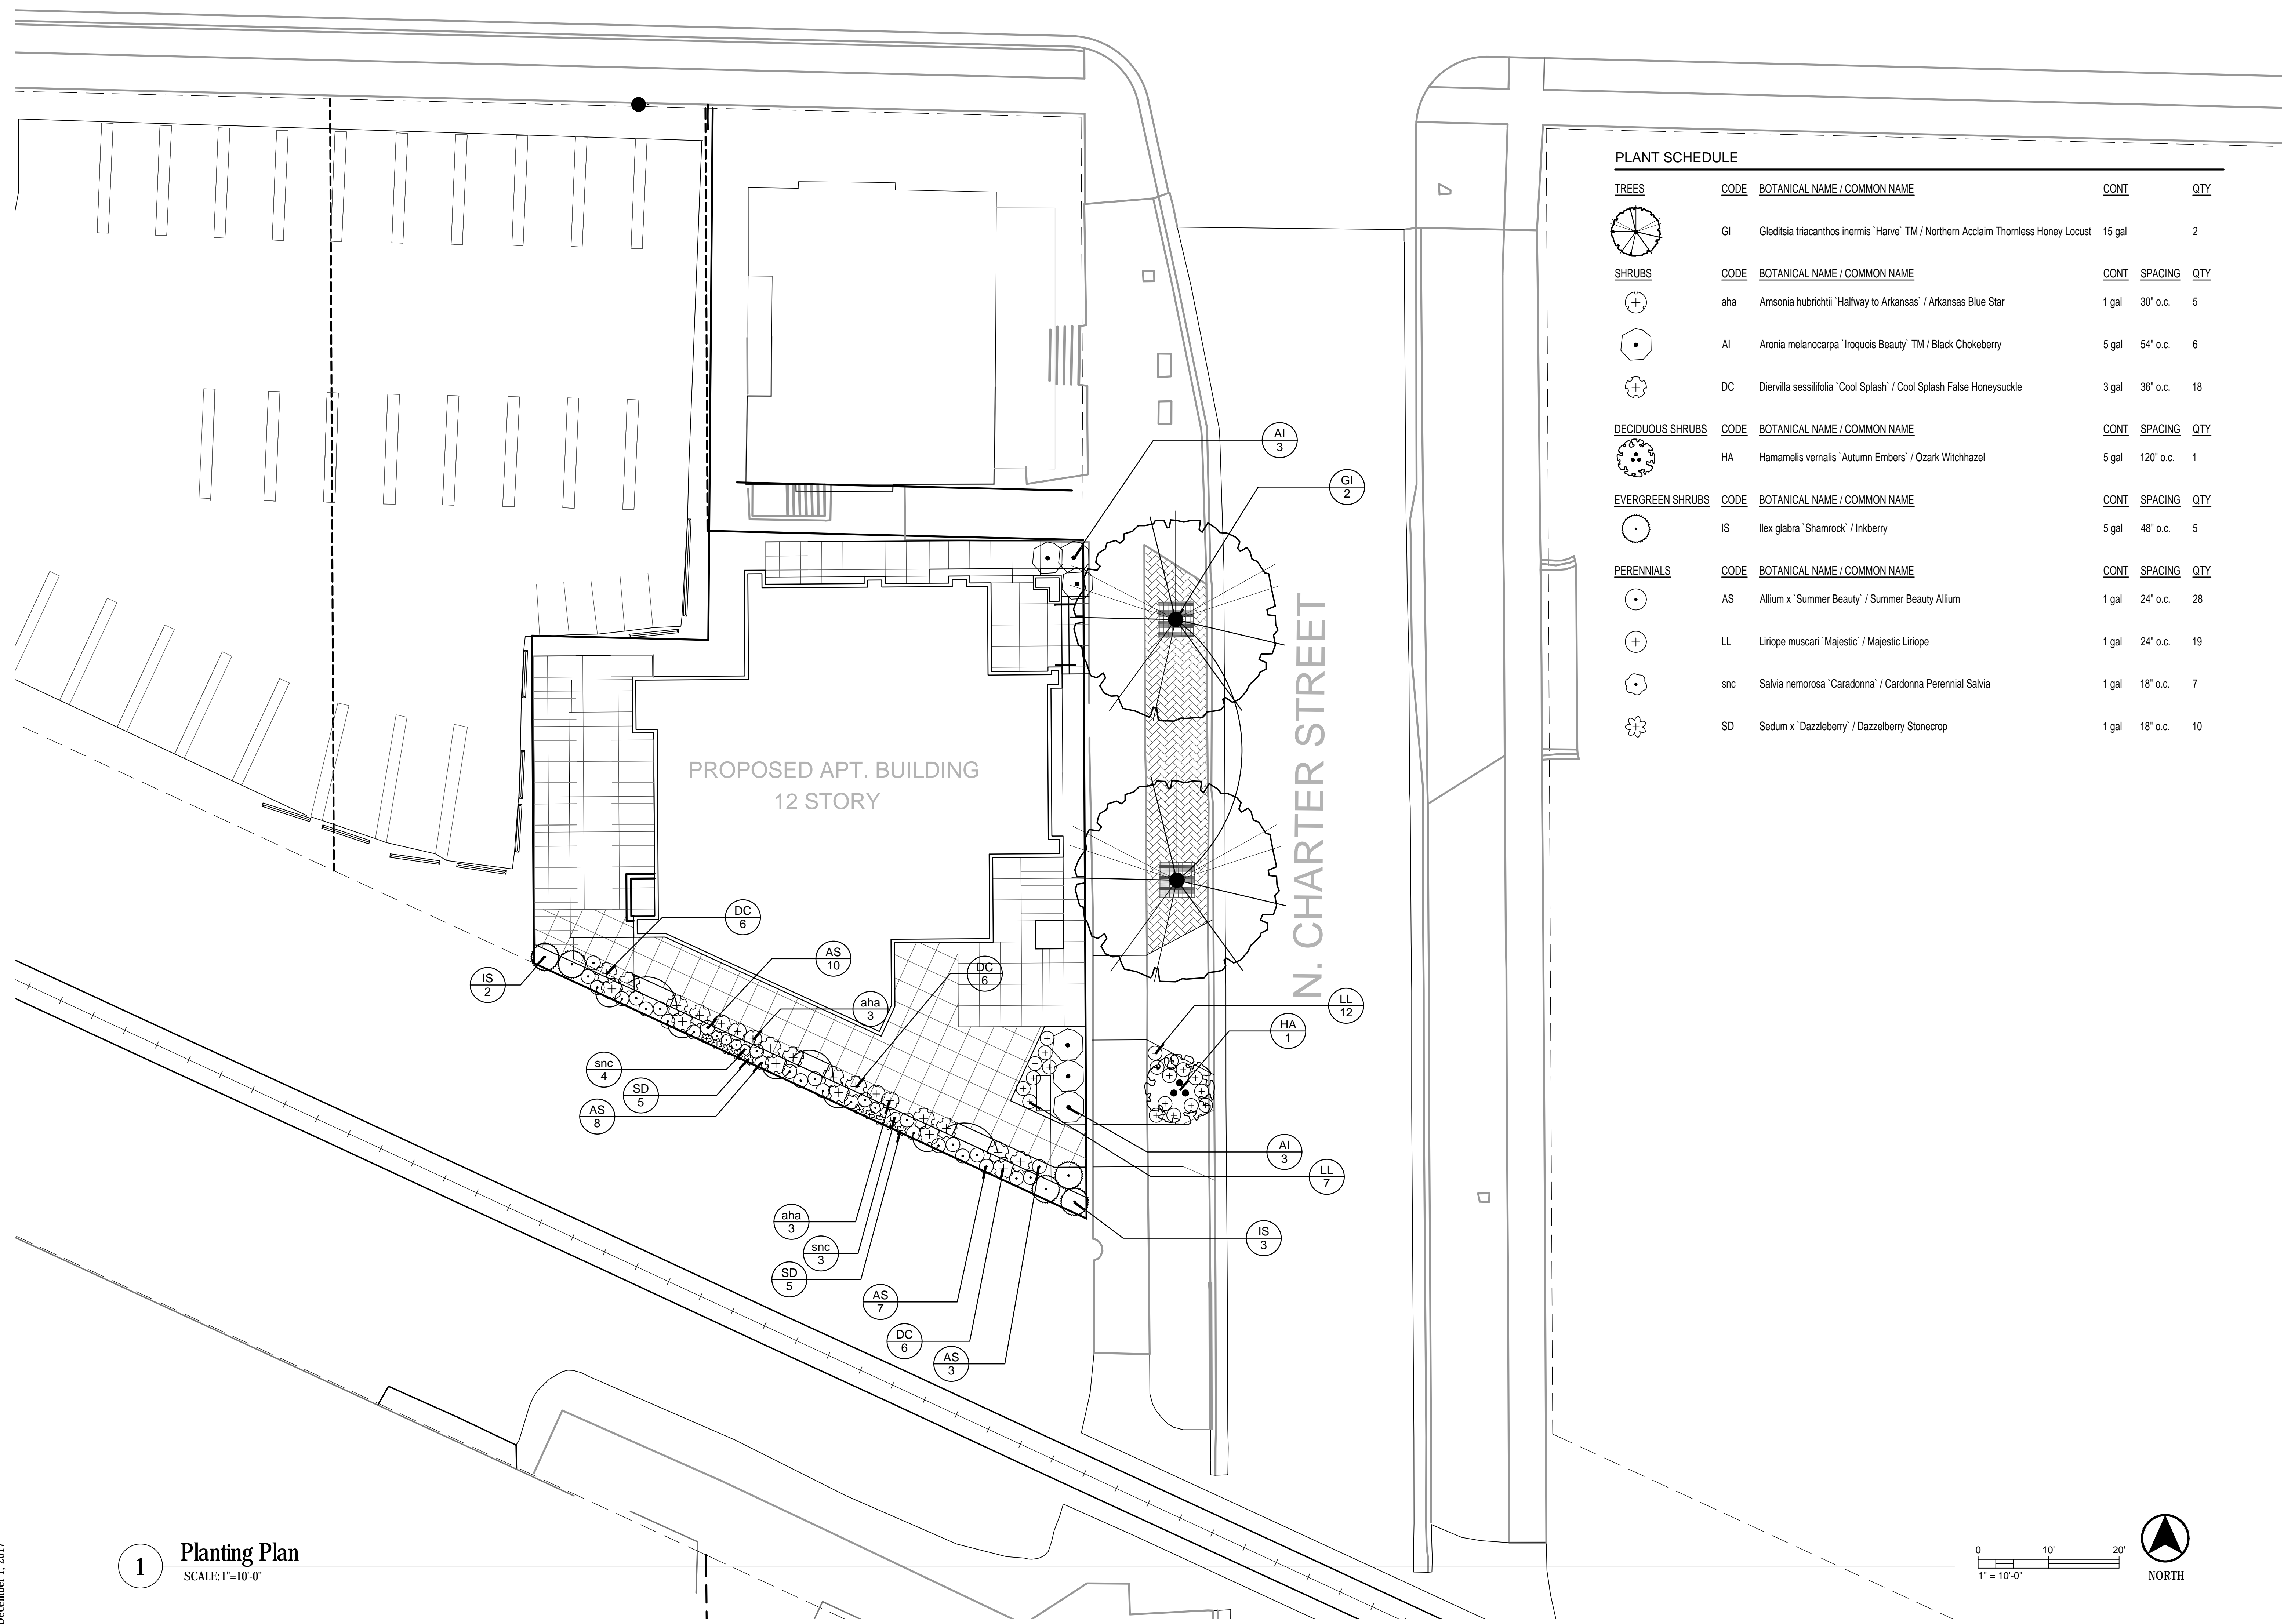 PLANT SCHEDULE
TREES CODE BOTANICAL NAME / COMMON NAME CONT QTY
GI Gleditsia triacanthos inermis `Harve` TM / Northern Acclaim Thornless Honey Locust 15 gal 2
SHRUBS CODE BOTANICAL NAME / COMMON NAME CONT SPACING QTY
aha Amsonia hubrichtii `Halfway to Arkansas` / Arkansas Blue Star 1 gal 30" o.c. 5
AI Aronia melanocarpa `Iroquois Beauty` TM / Black Chokeberry 5 gal 54" o.c. 6
DC Diervilla sessilifolia `Cool Splash` / Cool Splash False Honeysuckle 3 gal 36" o.c. 18
DECIDUOUS SHRUBS CODE BOTANICAL NAME / COMMON NAME CONT SPACING QTY
HA Hamamelis vernalis `Autumn Embers` / Ozark Witchhazel 5 gal 120" o.c. 1
EVERGREEN SHRUBS CODE BOTANICAL NAME / COMMON NAME CONT SPACING QTY
IS Ilex glabra `Shamrock` / Inkberry 5 gal 48" o.c. 5
PERENNIALS CODE BOTANICAL NAME / COMMON NAME CONT SPACING QTY
AS Allium x `Summer Beauty` / Summer Beauty Allium 1 gal 24" o.c. 28
LL Liriope muscari `Majestic` / Majestic Liriope 1 gal 24" o.c. 19
snc Salvia nemorosa `Caradonna` / Cardonna Perennial Salvia 1 gal 18" o.c. 7
SD Sedum x `Dazzleberry` / Dazzelberry Stonecrop 1 gal 18" o.c. 10
AI
3
GI
2
N. CHARTER STREET
PROPOSED APT. BUILDING
12 STORY
DC
6
AS
10
DC
6
IS
2
aha
3
LL
12
HA
1
snc
4
SD
5
AS
8
AI
3
LL
7
aha
3
IS
3
snc
3
SD
5
AS
7
DC
6
AS
3
1
Planting Plan
SCALE: 1"=10'-0"
0 10' 20'
1" = 10'-0"
NORTH